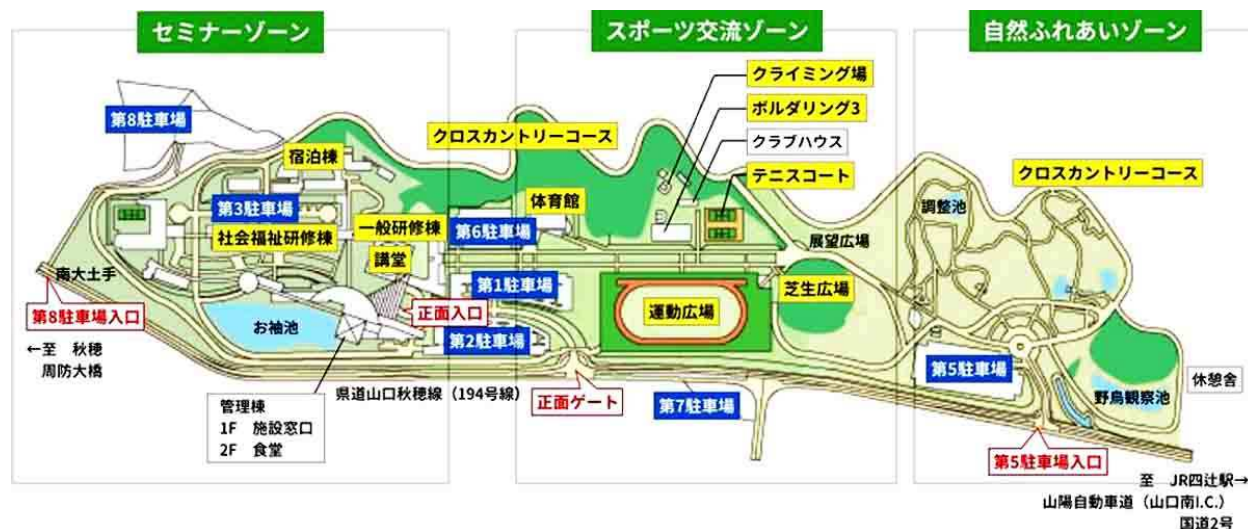 セミナーゾーン
スポーツ交流ゾーン
自然ふれあいゾーン
第8駐車場
クロスカントリーコース
クライミング場
ボルダリング3
クラブハウス
テニスコート
宿泊棟
第3駐車場
社会福祉研修棟
一般研修棟
講堂
体育館
第6駐車場
第1駐車場
第2駐車場
正面入口
お袖池
南大土手
第8駐車場入口
←至 秋穂
周防大橋
管理棟
1F 施設窓口
2F 食堂
県道山口秋穂線（194号線）
正面ゲート
第7駐車場
運動広場
芝生広場
展望広場
クロスカントリーコース
調整池
第5駐車場
野鳥観察池
休憩舎
第5駐車場入口
至 JR四辻駅→
山陽自動車道（山口南I.C.）
国道2号